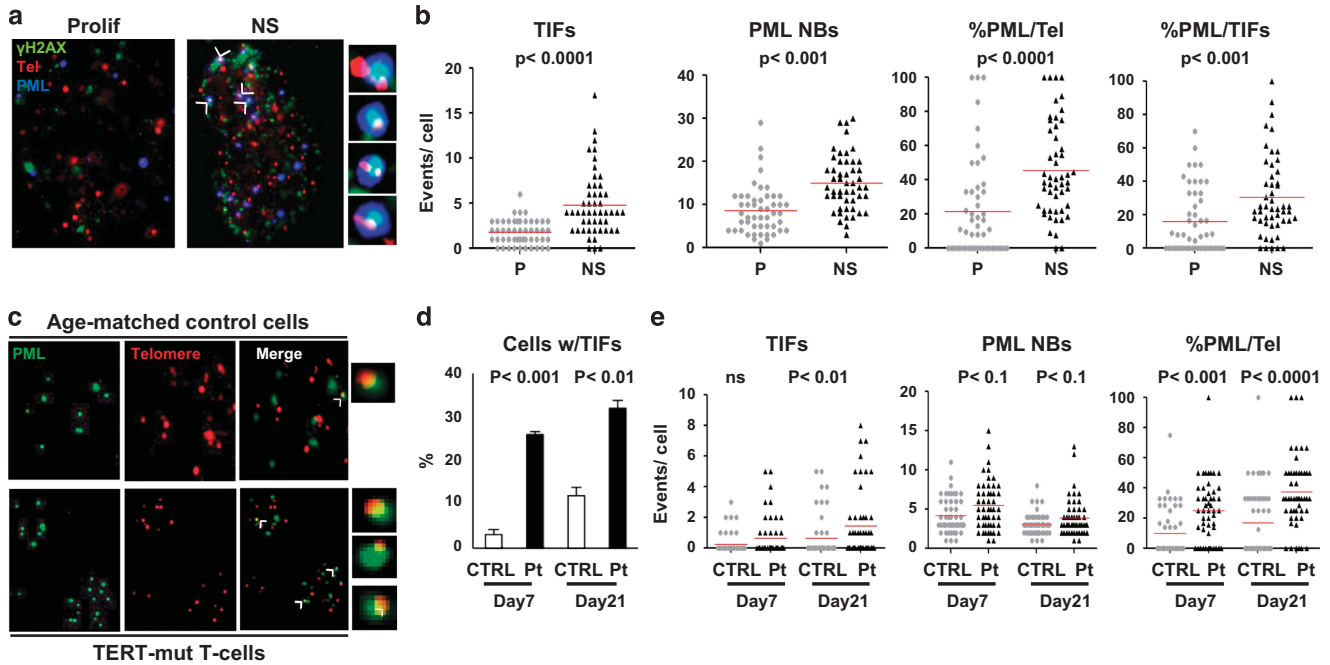 a
Prolif
NS
γH2AX
Tel
PML
b
TIFs
p< 0.0001
Events/ cell
20
15
10
5
0
P
NS
PML NBs
p< 0.001
40
30
20
10
0
P
NS
%PML/Tel
p< 0.0001
100
80
60
40
20
0
P
NS
%PML/TIFs
p< 0.001
100
80
60
40
20
0
P
NS
c
Age-matched control cells
PML
Telomere
Merge
TERT-mut T-cells
d
Cells w/TIFs
P< 0.001
P< 0.01
%
40
30
20
10
0
CTRL Pt
CTRL Pt
Day7
Day21
e
TIFs
ns
P< 0.01
Events/ cell
10
8
6
4
2
0
CTRL Pt
CTRL Pt
Day7
Day21
PML NBs
P< 0.1
P< 0.1
20
15
10
5
0
CTRL Pt
CTRL Pt
Day7
Day21
%PML/Tel
P< 0.001
P< 0.0001
100
80
60
40
20
0
CTRL Pt
CTRL Pt
Day7
Day21